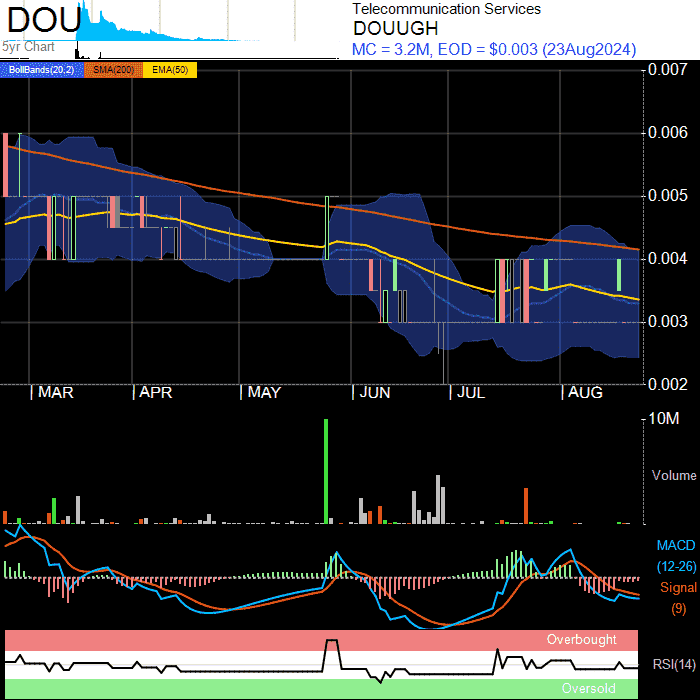 DOU
Telecommunication Services
DOUUGH
5yr Chart
MC = 3.2M, EOD = $0.003 (23Aug2024)
BollBands(20,2) SMA(200) EMA(50)
0.007
0.006
0.005
0.004
0.003
0.002
MAR APR MAY JUN JUL AUG
10M
Volume
MACD
(12-26)
Signal
(9)
Overbought
RSI(14)
Oversold